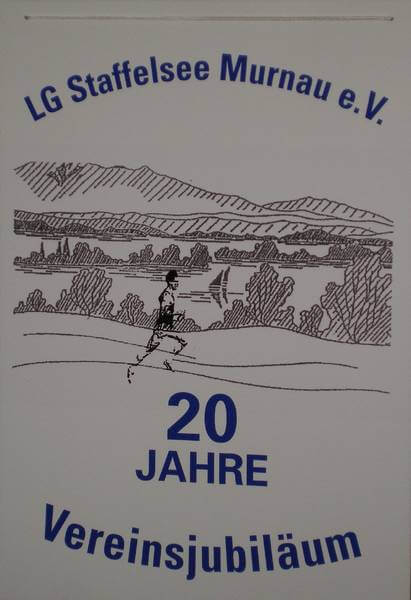 LG Staffelsee Murnau e.V.
20
JAHRE
Vereinsjubiläum